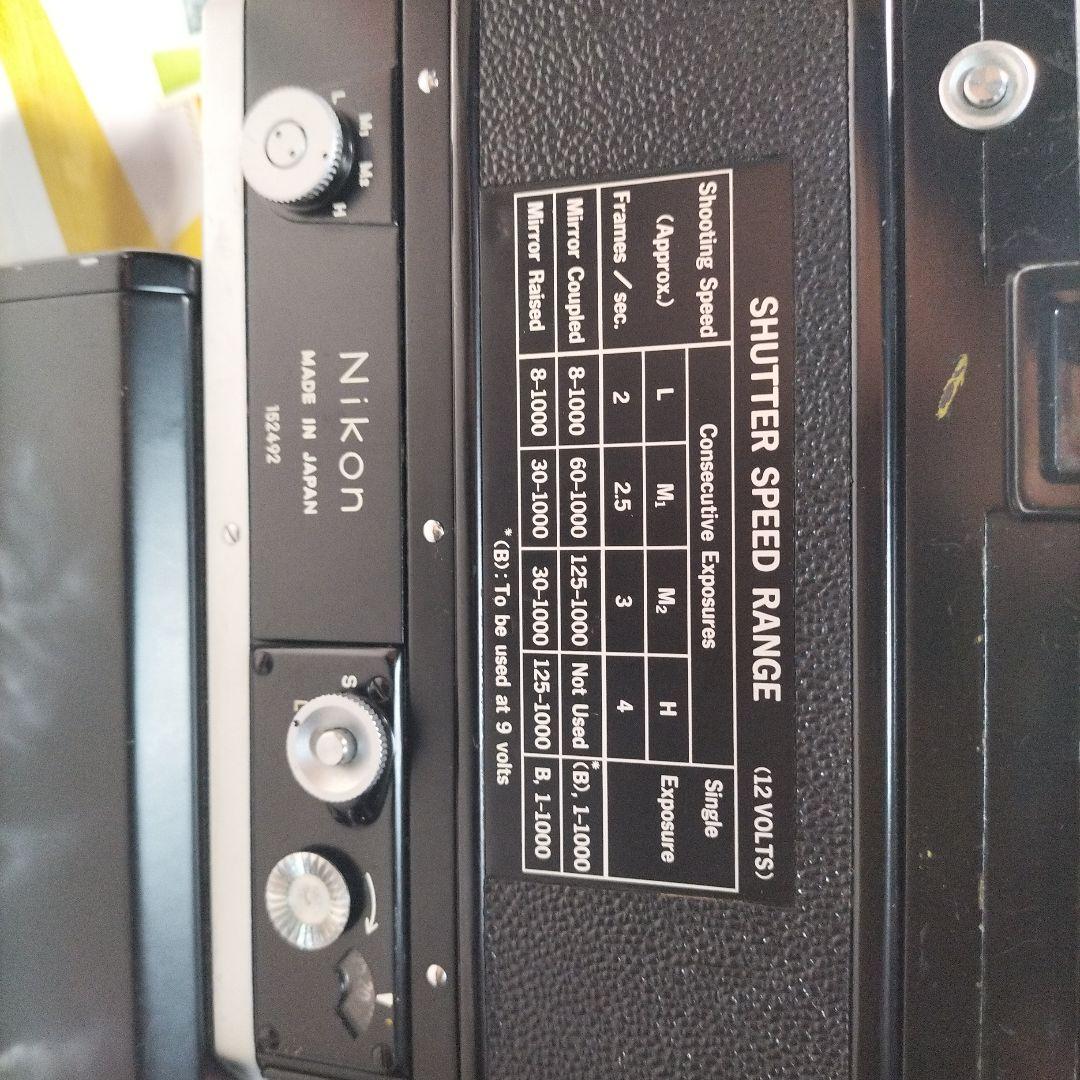 SHUTTER SPEED RANGE (12 VOLTS)
Shooting Speed (Approx.) Consecutive Exposures Single Exposure
L M₁ M₂ H
Frames / sec. 2 2.5 3 4
Mirror Coupled 8-1000 60-1000 125-1000 Not Used *(B), 1-1000
Mirror Raised 8-1000 30-1000 30-1000 125-1000 B, 1-1000
*(B): To be used at 9 volts
L M₁ M₂ H
Nikon
MADE IN JAPAN
152492
S